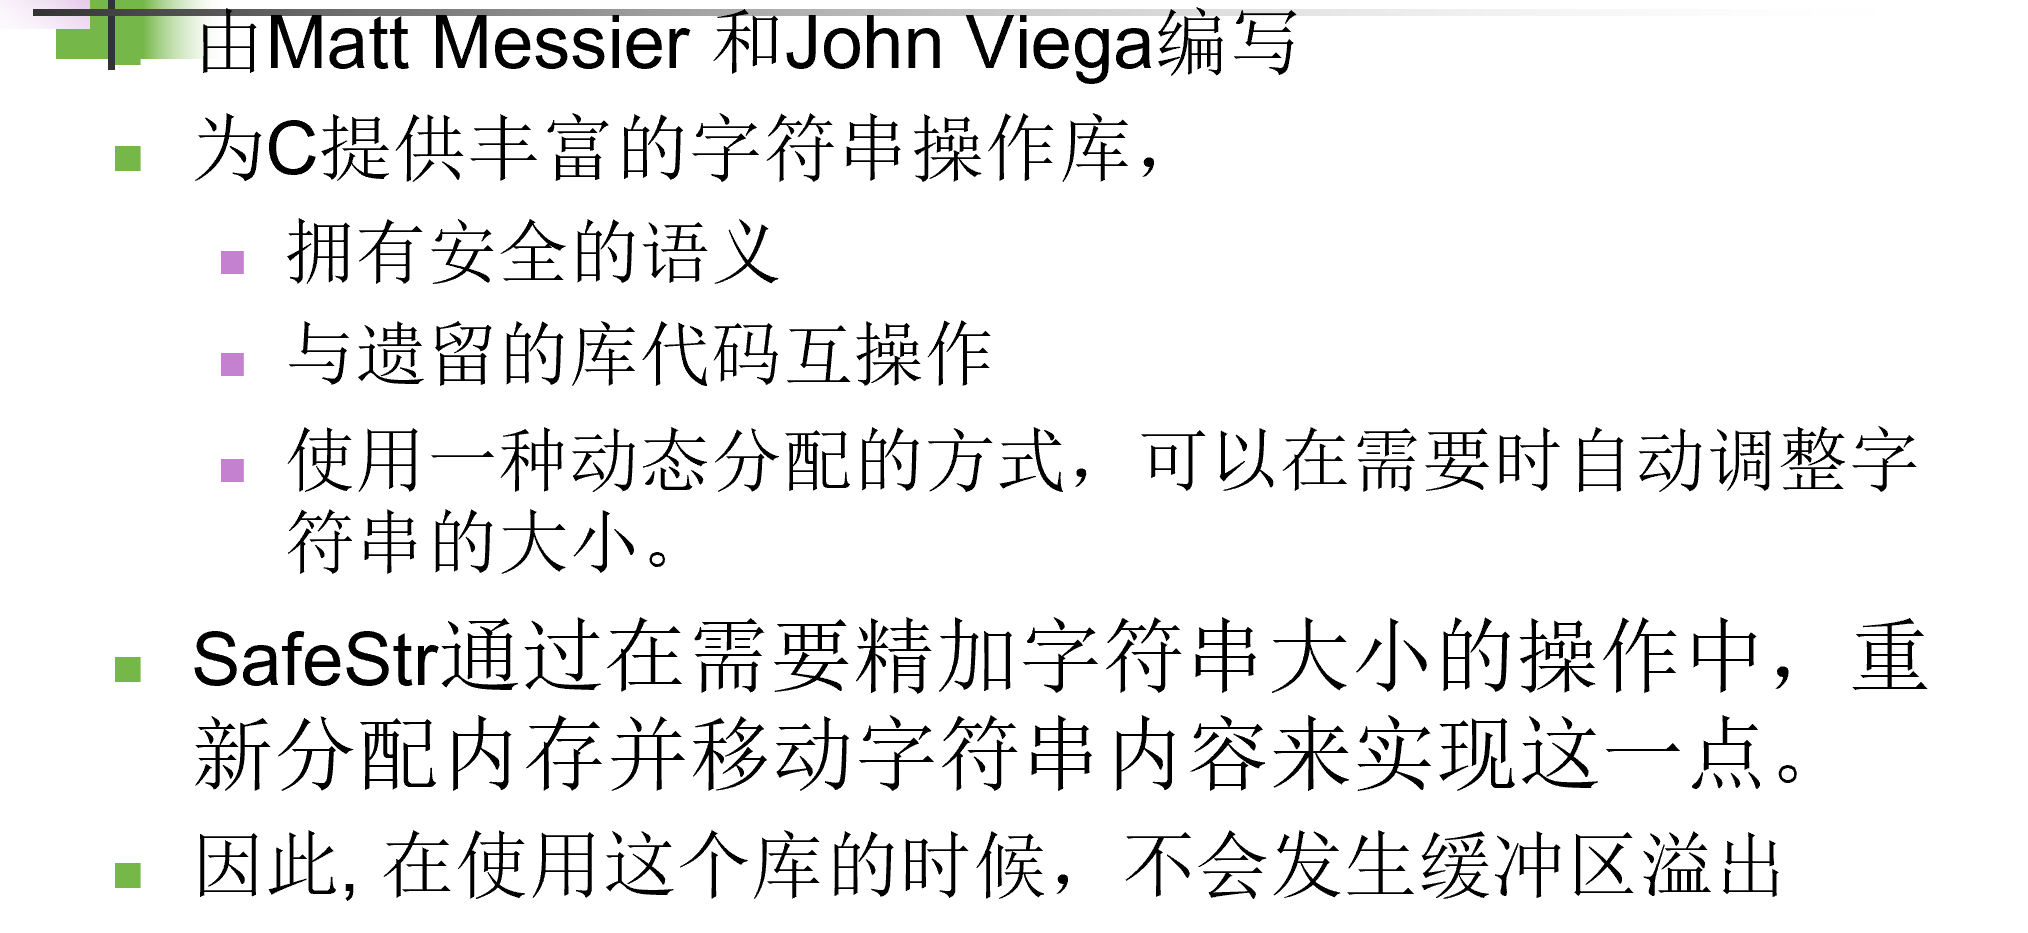 由Matt Messier 和John Viega编写
为C提供丰富的字符串操作库，
拥有安全的语义
与遗留的库代码互操作
使用一种动态分配的方式，可以在需要时自动调整字
符串的大小。
SafeStr通过在需要精加字符串大小的操作中，重
新分配内存并移动字符串内容来实现这一点。
因此, 在使用这个库的时候，不会发生缓冲区溢出